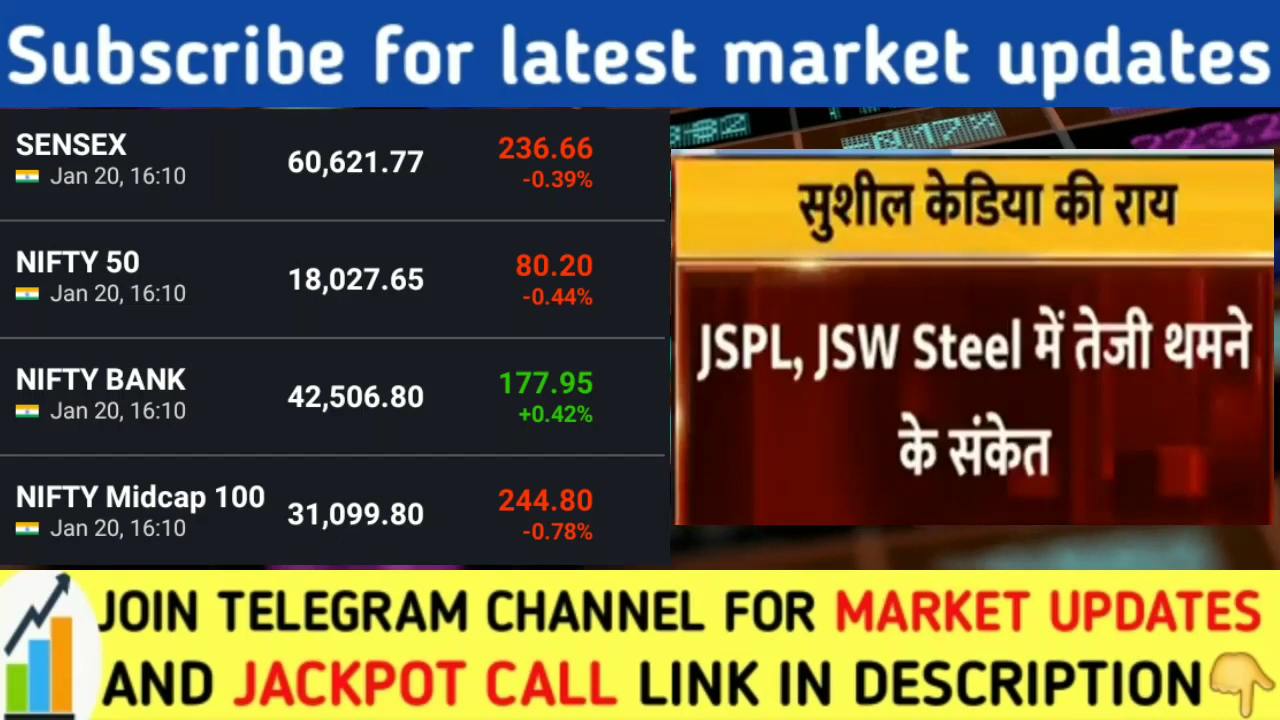 Subscribe for latest market updates
SENSEX
Jan 20, 16:10
60,621.77
236.66
-0.39%
NIFTY 50
Jan 20, 16:10
18,027.65
80.20
-0.44%
NIFTY BANK
Jan 20, 16:10
42,506.80
177.95
+0.42%
NIFTY Midcap 100
Jan 20, 16:10
31,099.80
244.80
-0.78%
सुशील केडिया की राय
JSPL, JSW Steel में तेजी थमने
के संकेत
JOIN TELEGRAM CHANNEL FOR MARKET UPDATES
AND JACKPOT CALL LINK IN DESCRIPTION